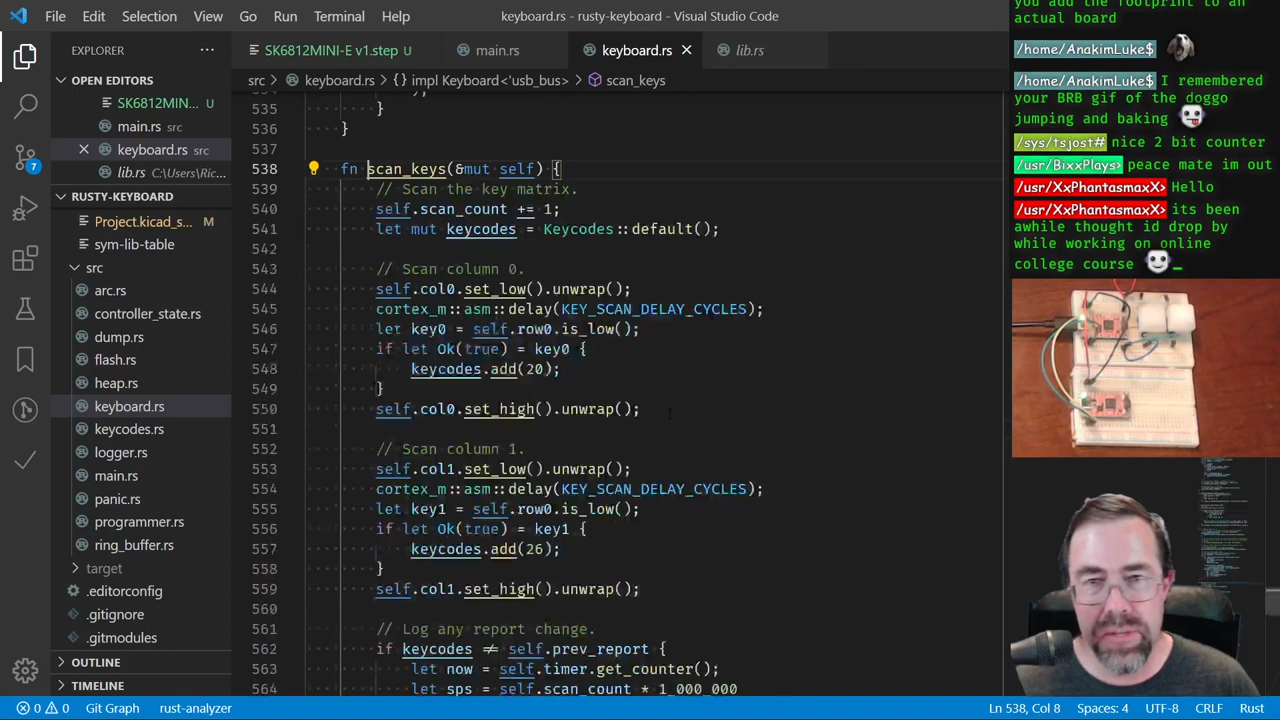 File Edit Selection View Go Run Terminal Help
keyboard.rs - rusty-keyboard - Visual Studio Code
EXPLORER
OPEN EDITORS
SK6812MIN... U
main.rs src
keyboard.rs src
lib.rs C:\Users\Ric...
RUSTY-KEYBOARD
Project.kicad_s... M
sym-lib-table
src
arc.rs
controller_state.rs
dump.rs
flash.rs
heap.rs
keyboard.rs
keycodes.rs
logger.rs
main.rs
panic.rs
programmer.rs
ring_buffer.rs
target
.editorconfig
.gitignore
.gitmodules
OUTLINE
TIMELINE
7
SK6812MINI-E v1.step U
main.rs
keyboard.rs
lib.rs
src > keyboard.rs > {} impl Keyboard<'usb_bus> > scan_keys
535 }
536 }
537
538 fn scan_keys(&mut self) {
539 // Scan the key matrix.
540 self.scan_count += 1;
541 let mut keycodes = Keycodes::default();
542
543 // Scan column 0.
544 self.col0.set_low().unwrap();
545 cortex_m::asm::delay(KEY_SCAN_DELAY_CYCLES);
546 let key0 = self.row0.is_low();
547 if let Ok(true) = key0 {
548 keycodes.add(20);
549 }
550 self.col0.set_high().unwrap();
551
552 // Scan column 1.
553 self.col1.set_low().unwrap();
554 cortex_m::asm::delay(KEY_SCAN_DELAY_CYCLES);
555 let key1 = self.row0.is_low();
556 if let Ok(true) = key1 {
557 keycodes.add(26);
558 }
559 self.col1.set_high().unwrap();
560
561 // Log any report change.
562 if keycodes ≠ self.prev_report {
563 let now = self.timer.get_counter();
564 let sps = self.scan_count * 1_000_000
you add the footprint to an
actual board
/home/AnakimLuke$
/home/AnakimLuke$ I remembered
your BRB gif of the doggo
jumping and baking
/sys/tsjost# nice 2 bit counter
/usr/BixxPlays> peace mate im out
/usr/XxPhantasmaxX> Hello
/usr/XxPhantasmaxX> its been
awhile thought id drop by
while working on online
college course _
0 0 Git Graph rust-analyzer
Ln 538, Col 8 Spaces: 4 UTF-8 CRLF Rust